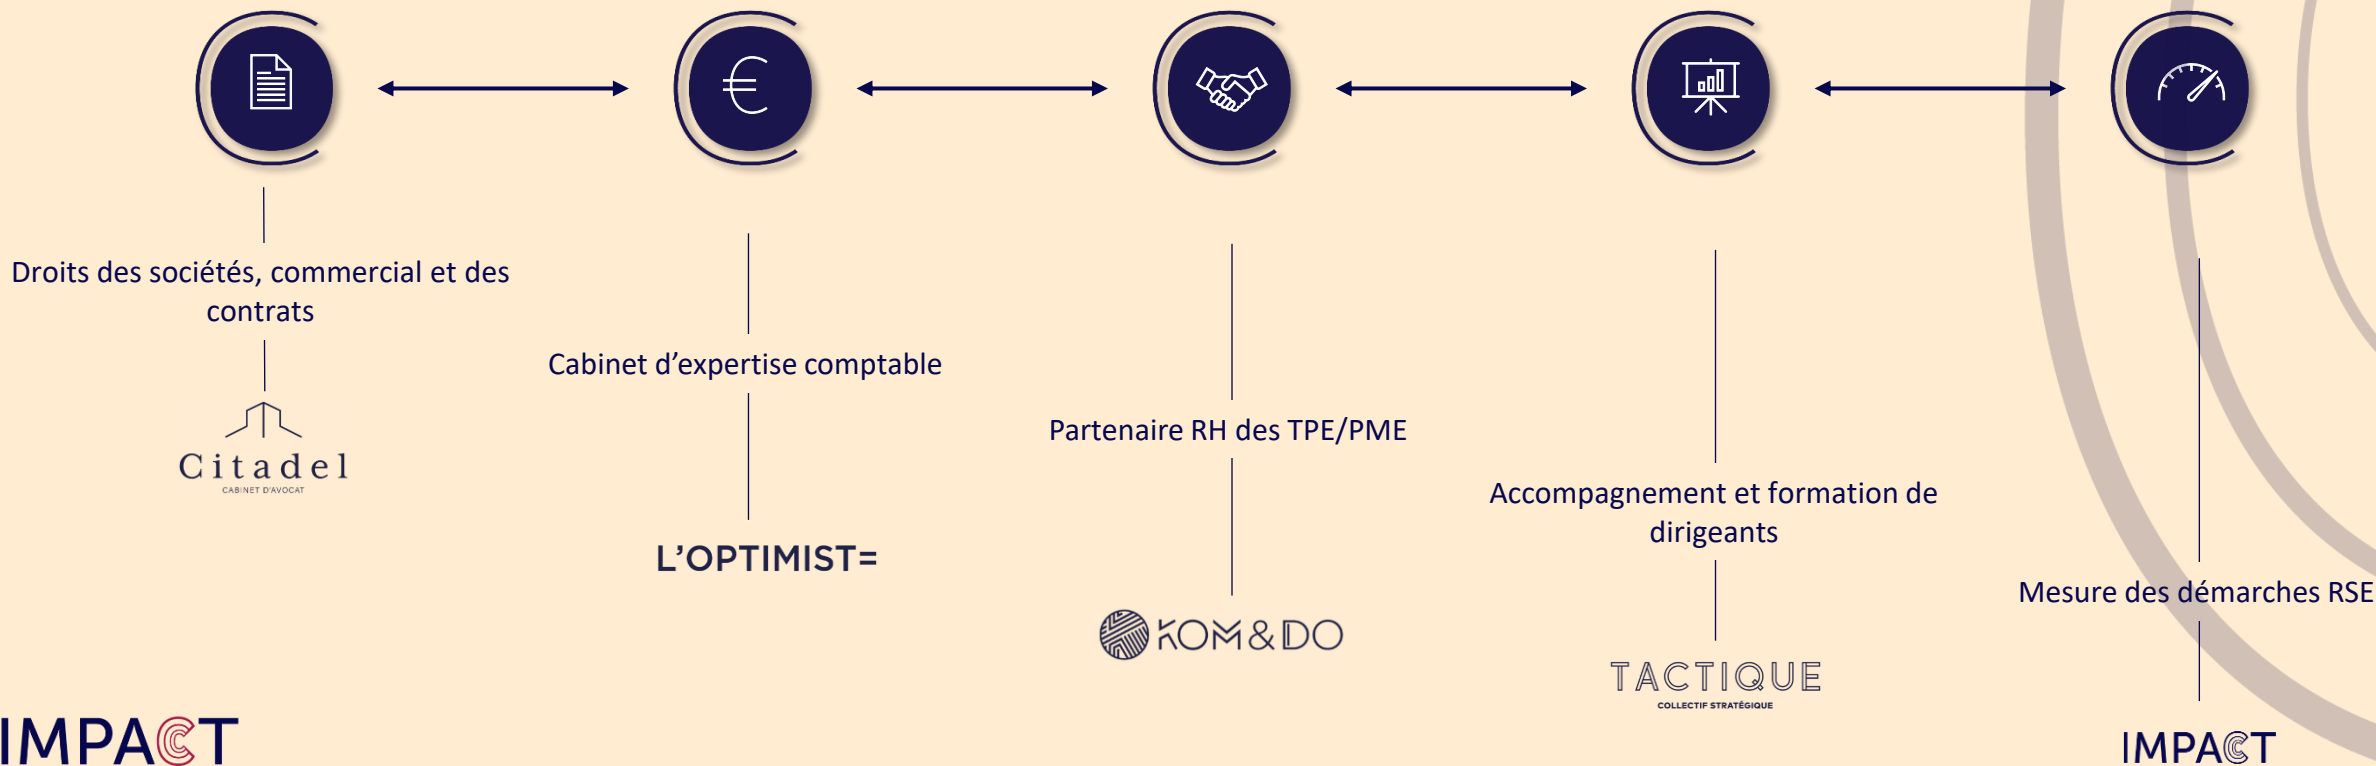 Droits des sociétés, commercial et des
contrats
Citadel
CABINET D'AVOCAT
Cabinet d’expertise comptable
L’OPTIMIST=
Partenaire RH des TPE/PME
KOM&DO
Accompagnement et formation de
dirigeants
TACTIQUE
COLLECTIF STRATÉGIQUE
Mesure des démarches RSE
IMPACT
IMPACT